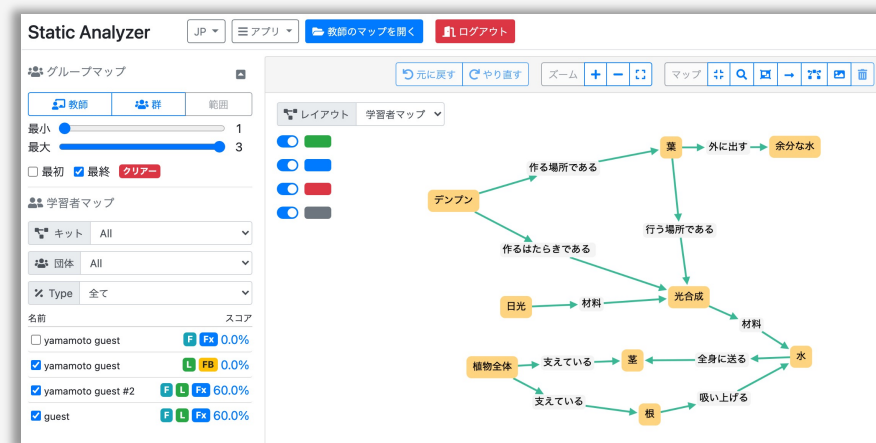 Static Analyzer JP アプリ 教師のマップを開く ログアウト
グループマップ
教師 群 範囲
最小 1
最大 3
最初 最終 クリアー
学習者マップ
キット All
団体 All
Type 全て
名前 スコア
yamamoto guest F Fx 0.0%
yamamoto guest L FB 0.0%
yamamoto guest #2 F L Fx 60.0%
guest F L Fx 60.0%
元に戻す やり直す ズーム マップ
レイアウト 学習者マップ
葉 外に出す 余分な水
作る場所である
デンプン
行う場所である
作るはたらきである
日光 材料 光合成
材料
植物全体 支えている 茎 全身に送る 水
支えている 吸い上げる
根